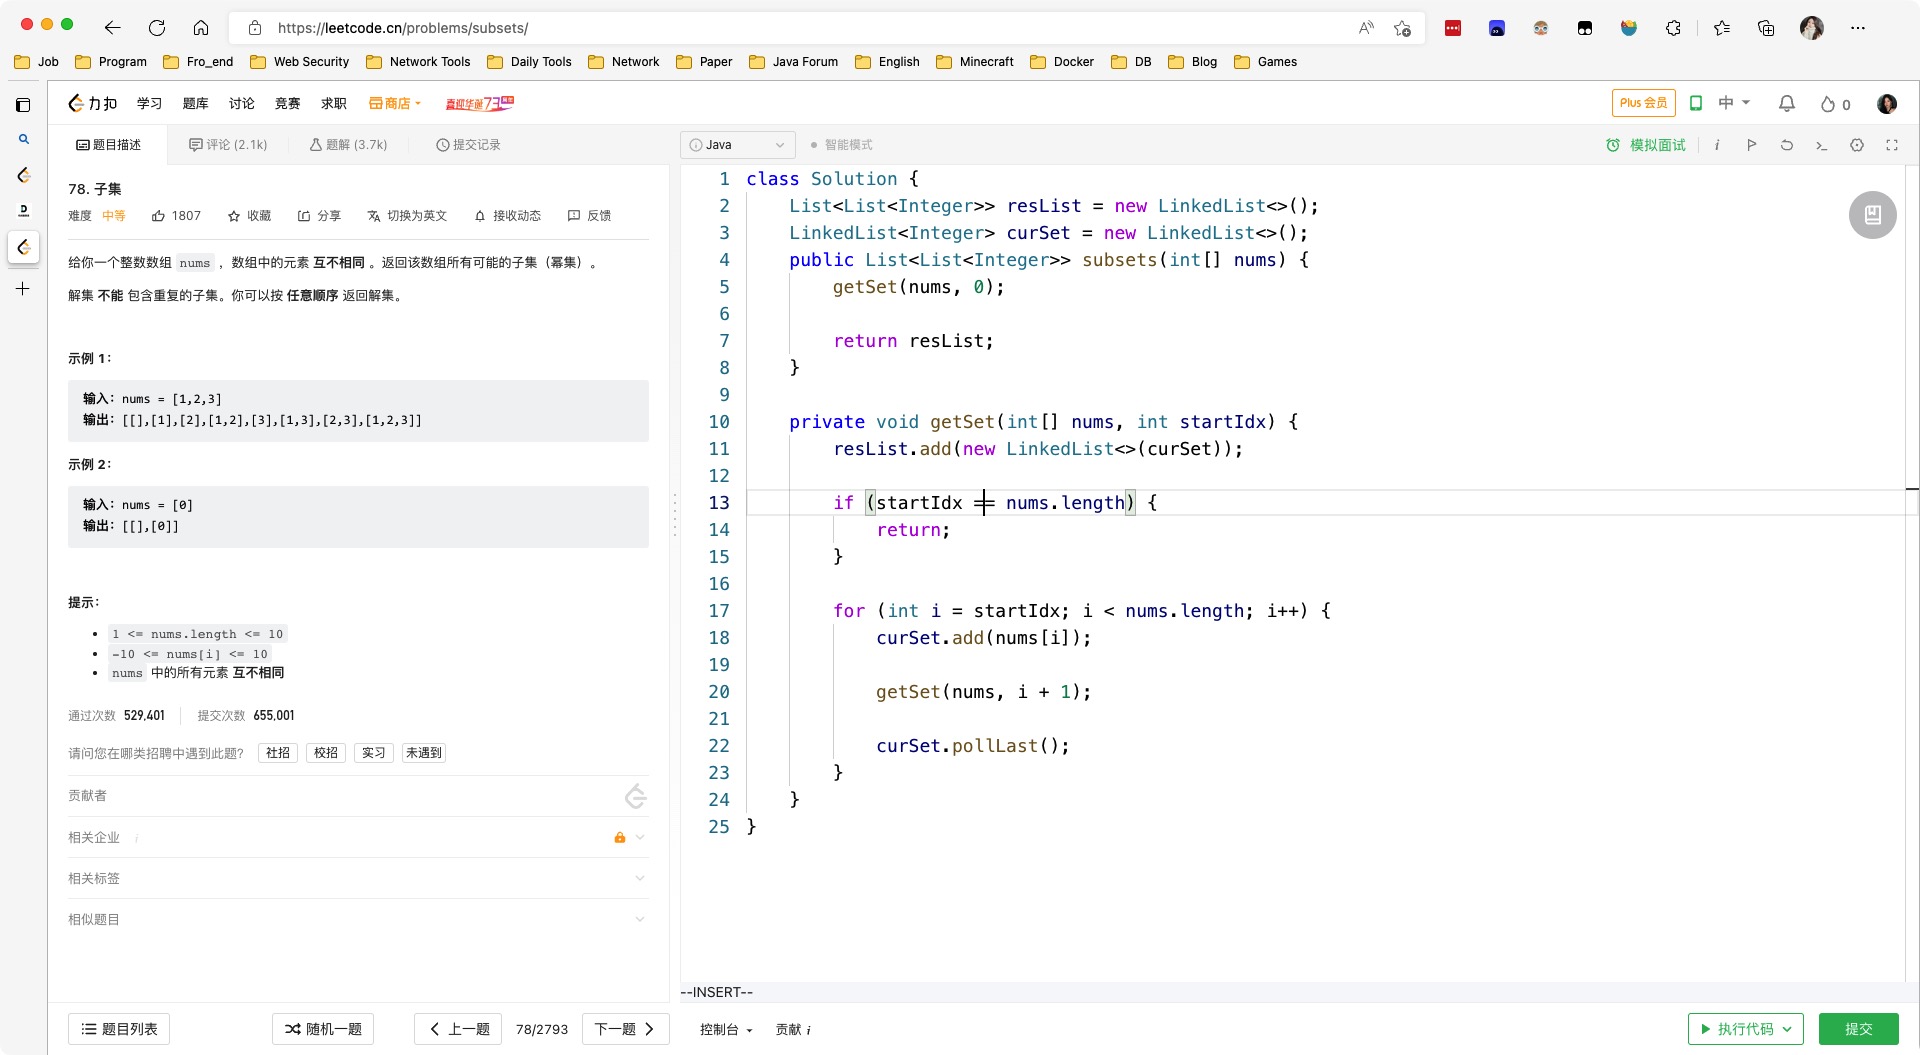 https://leetcode.cn/problems/subsets/
Job Program Fro_end Web Security Network Tools Daily Tools Network Paper Java Forum English Minecraft Docker DB Blog Games
力扣 学习 题库 讨论 竞赛 求职 商店 喜迎华诞73 Plus 会员 中 0
题目描述 评论 (2.1k) 题解 (3.7k) 提交记录
Java 智能模式 模拟面试
78. 子集
难度 中等 1807 收藏 分享 切换为英文 接收动态 反馈
给你一个整数数组 nums ，数组中的元素 互不相同 。返回该数组所有可能的子集（幂集）。
解集 不能 包含重复的子集。你可以按 任意顺序 返回解集。
示例 1：
输入：nums = [1,2,3]
输出：[[],[1],[2],[1,2],[3],[1,3],[2,3],[1,2,3]]
示例 2：
输入：nums = [0]
输出：[[],[0]]
提示：
1 <= nums.length <= 10
-10 <= nums[i] <= 10
nums 中的所有元素 互不相同
通过次数 529,401 提交次数 655,001
请问您在哪类招聘中遇到此题？ 社招 校招 实习 未遇到
贡献者
相关企业 i
相关标签
相似题目
1 class Solution {
2 List<List<Integer>> resList = new LinkedList<>();
3 LinkedList<Integer> curSet = new LinkedList<>();
4 public List<List<Integer>> subsets(int[] nums) {
5 getSet(nums, 0);
6
7 return resList;
8 }
9
10 private void getSet(int[] nums, int startIdx) {
11 resList.add(new LinkedList<>(curSet));
12
13 if (startIdx == nums.length) {
14 return;
15 }
16
17 for (int i = startIdx; i < nums.length; i++) {
18 curSet.add(nums[i]);
19
20 getSet(nums, i + 1);
21
22 curSet.pollLast();
23 }
24 }
25 }
--INSERT--
题目列表 随机一题 上一题 78/2793 下一题 控制台 贡献 i 执行代码 提交